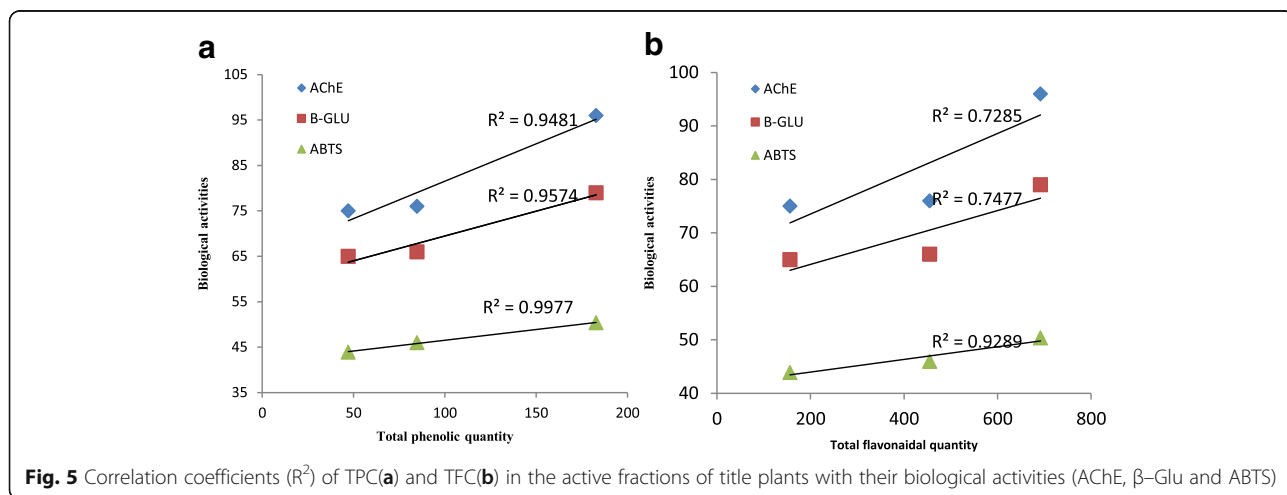 a
105
95
85
75
65
55
45
35
Biological activities
AChE
B-GLU
ABTS
R² = 0.9481
R² = 0.9574
R² = 0.9977
0 50 100 150 200
Total phenolic quantity
b
100
90
80
70
60
50
40
Biological activities
AChE
B-GLU
ABTS
R² = 0.7285
R² = 0.7477
R² = 0.9289
0 200 400 600 800
Total flavonaidal quantity
Fig. 5 Correlation coefficients (R²) of TPC(a) and TFC(b) in the active fractions of title plants with their biological activities (AChE, β–Glu and ABTS)